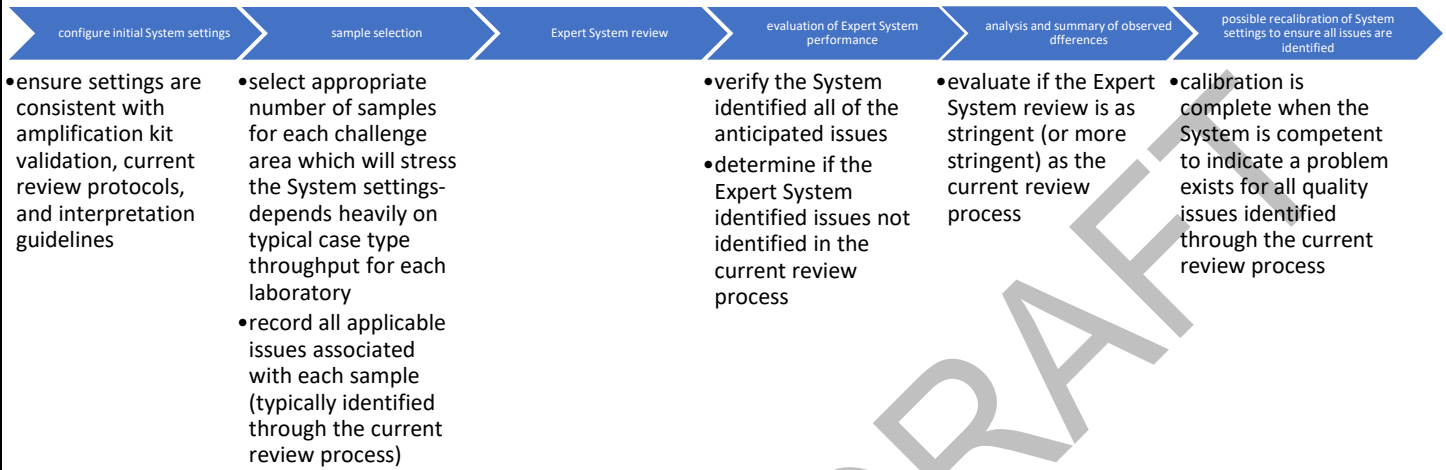 configure initial System settings
sample selection
Expert System review
evaluation of Expert System
performance
analysis and summary of observed
dfferences
possible recalibration of System
settings to ensure all issues are
identified
•ensure settings are
consistent with
amplification kit
validation, current
review protocols,
and interpretation
guidelines
•select appropriate
number of samples
for each challenge
area which will stress
the System settings-
depends heavily on
typical case type
throughput for each
laboratory
•record all applicable
issues associated
with each sample
(typically identified
through the current
review process)
•verify the System
identified all of the
anticipated issues
•determine if the
Expert System
identified issues not
identified in the
current review
process
•evaluate if the Expert
System review is as
stringent (or more
stringent) as the
current review
process
•calibration is
complete when the
System is competent
to indicate a problem
exists for all quality
issues identified
through the current
review process
DRAFT